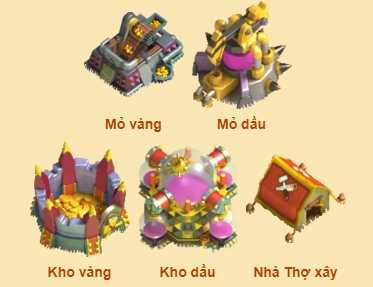 Mỏ vàng
Mỏ dầu
Kho vàng
Kho dầu
Nhà Thợ xây